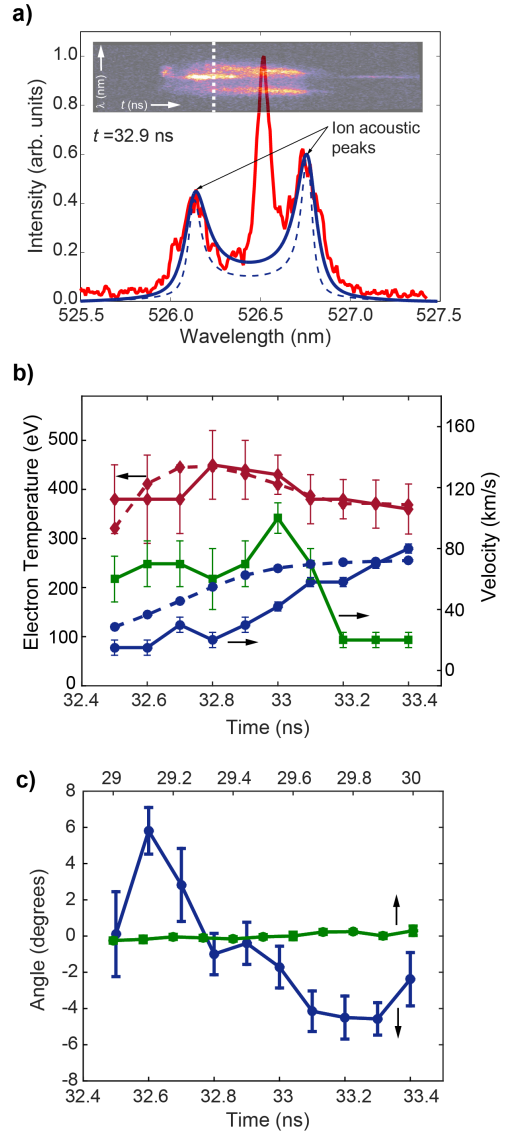 a)
Intensity (arb. units)
1.0
0.8
0.6
0.4
0.2
0.0
λ (nm)
t (ns)
t =32.9 ns
Ion acoustic
peaks
525.5 526.0 526.5 527.0 527.5
Wavelength (nm)
b)
Electron Temperature (eV)
500
400
300
200
100
0
160
120
80
40
0
Velocity (km/s)
32.4 32.6 32.8 33 33.2 33.4
Time (ns)
c)
29 29.2 29.4 29.6 29.8 30
Angle (degrees)
8
6
4
2
0
-2
-4
-6
-8
32.4 32.6 32.8 33 33.2 33.4
Time (ns)